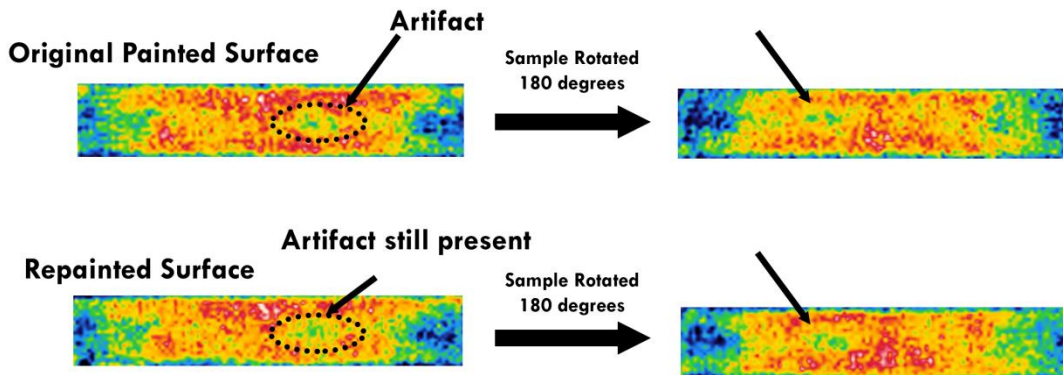 Artifact
Original Painted Surface
Sample Rotated
180 degrees
Artifact still present
Repainted Surface
Sample Rotated
180 degrees